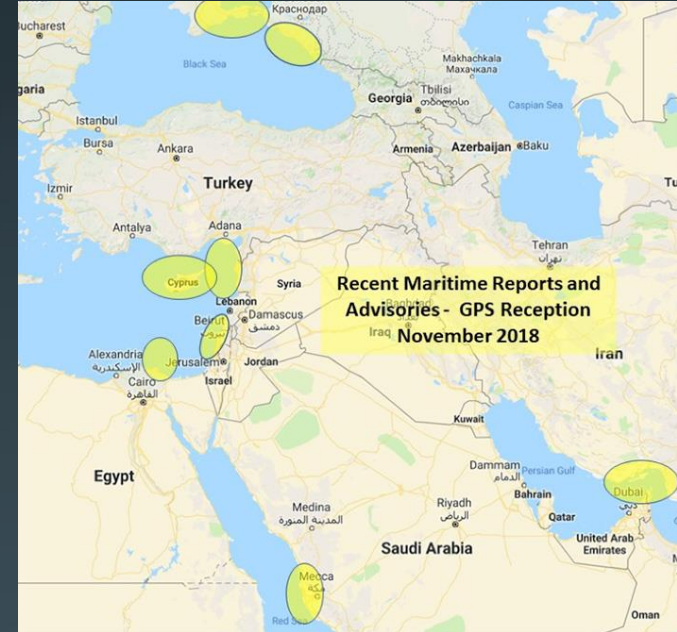 Краснодар
ucharest
Black Sea
Makhachkala
Махачкала
garia
Georgia
Tbilisi
თბილისი
Caspian Sea
Istanbul
Bursa
Ankara
Armenia
Azerbaijan
Baku
Izmir
Turkey
Tu
Antalya
Adana
Tehran
تهران
Cyprus
Syria
Recent Maritime Reports and
Advisories - GPS Reception
November 2018
Baghdad
Iraq
Lebanon
Beirut
بيروت
Damascus
دمشق
Iran
Alexandria
الإسكندرية
Jerusalem
Jordan
Israel
Cairo
القاهرة
Kuwait
Egypt
Dammam
الدمام
Persian Gulf
Bahrain
Dubai
دبي
Medina
المدينة المنورة
Riyadh
الرياض
Qatar
Saudi Arabia
United Arab
Emirates
Mecca
مكة
Red Sea
Oman